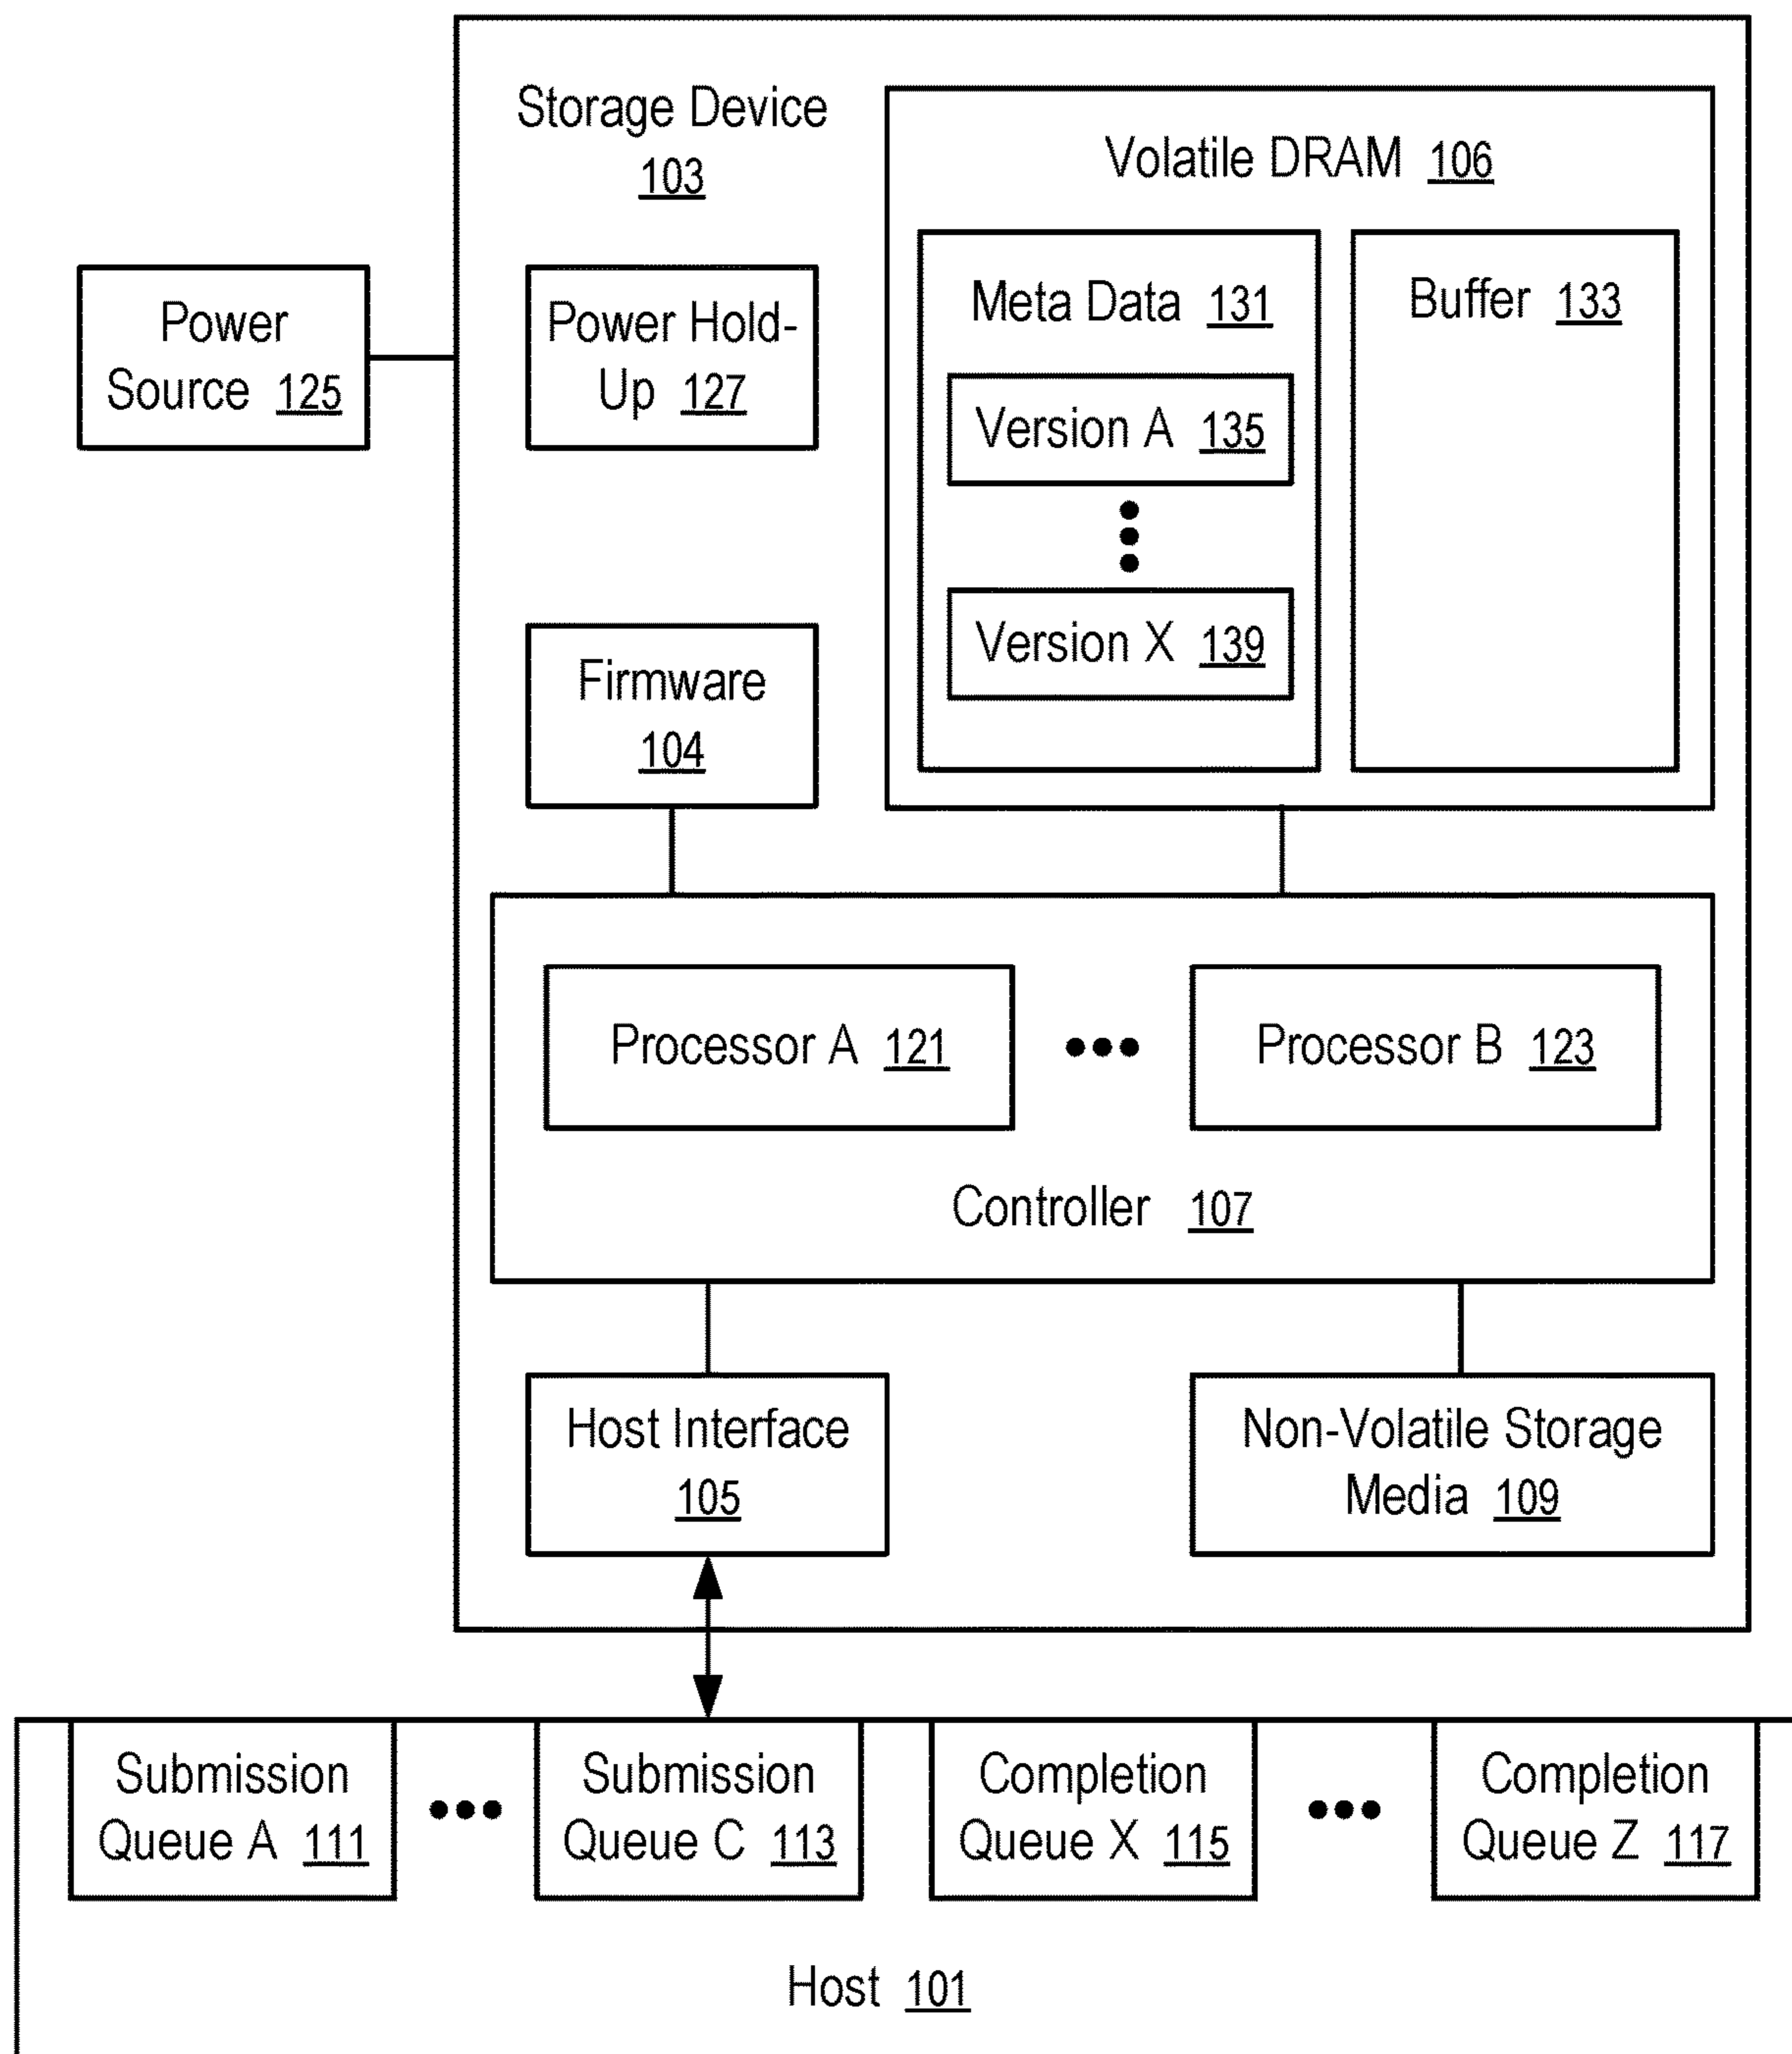 Storage Device
103
Volatile DRAM 106
Meta Data 131
Buffer 133
Version A 135
Version X 139
Power
Source 125
Power Hold-
Up 127
Firmware
104
Processor A 121
Processor B 123
Controller 107
Host Interface
105
Non-Volatile Storage
Media 109
Submission
Queue A 111
Submission
Queue C 113
Completion
Queue X 115
Completion
Queue Z 117
Host 101